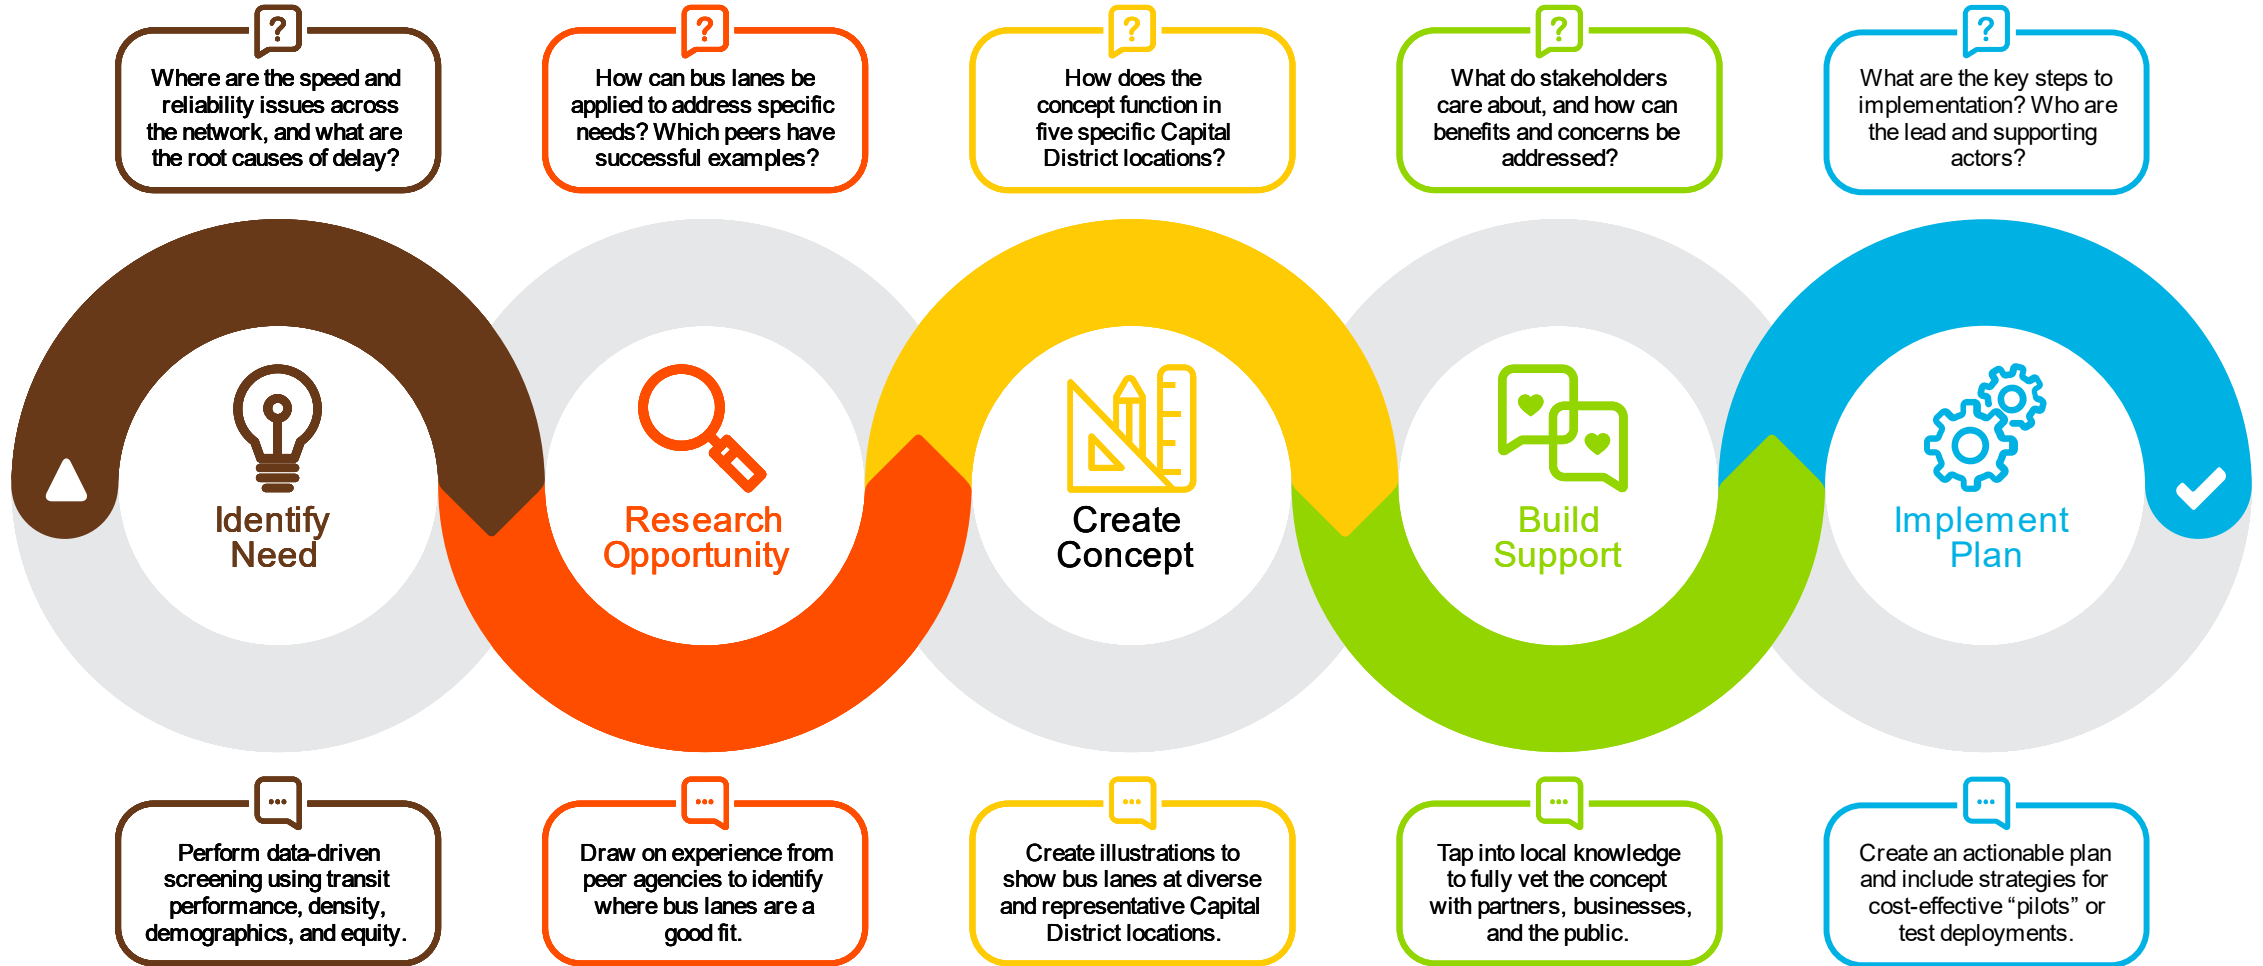 ?
Where are the speed and
reliability issues across
the network, and what are
the root causes of delay?
?
How can bus lanes be
applied to address specific
needs? Which peers have
successful examples?
?
How does the
concept function in
five specific Capital
District locations?
?
What do stakeholders
care about, and how can
benefits and concerns be
addressed?
?
What are the key steps to
implementation? Who are
the lead and supporting
actors?
Identify
Need
Research
Opportunity
Create
Concept
Build
Support
Implement
Plan
Perform data-driven
screening using transit
performance, density,
demographics, and equity.
Draw on experience from
peer agencies to identify
where bus lanes are a
good fit.
Create illustrations to
show bus lanes at diverse
and representative Capital
District locations.
Tap into local knowledge
to fully vet the concept
with partners, businesses,
and the public.
Create an actionable plan
and include strategies for
cost-effective “pilots” or
test deployments.